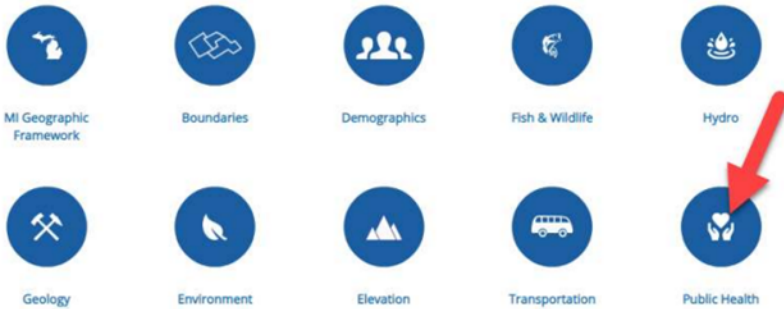 MI Geographic
Framework
Boundaries
Demographics
Fish & Wildlife
Hydro
Geology
Environment
Elevation
Transportation
Public Health